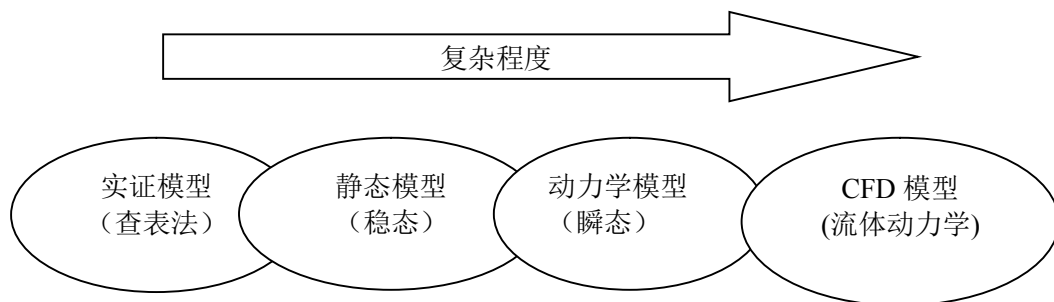 复杂程度
实证模型
（查表法）
静态模型
（稳态）
动力学模型
（瞬态）
CFD 模型
(流体动力学)